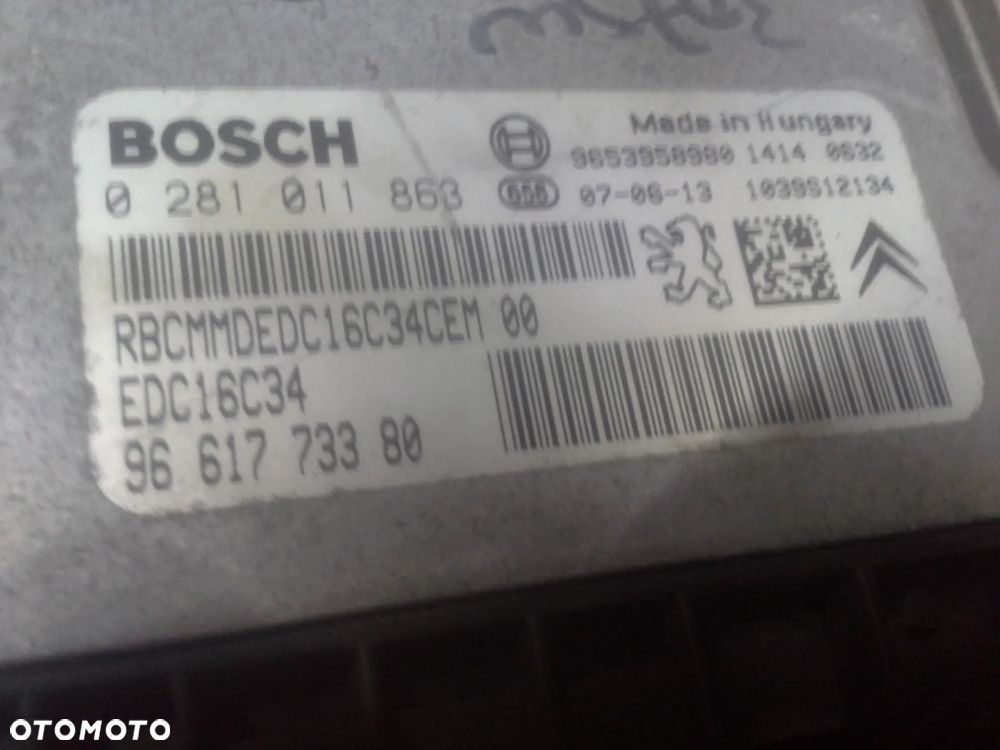 BOSCH
0 281 011 863
Made in Hungary
9653958980 1414 0632
656 07-06-13 1039S12134
RBCMMDEDC16C34CEM 00
EDC16C34
96 617 733 80
OTOMOTO